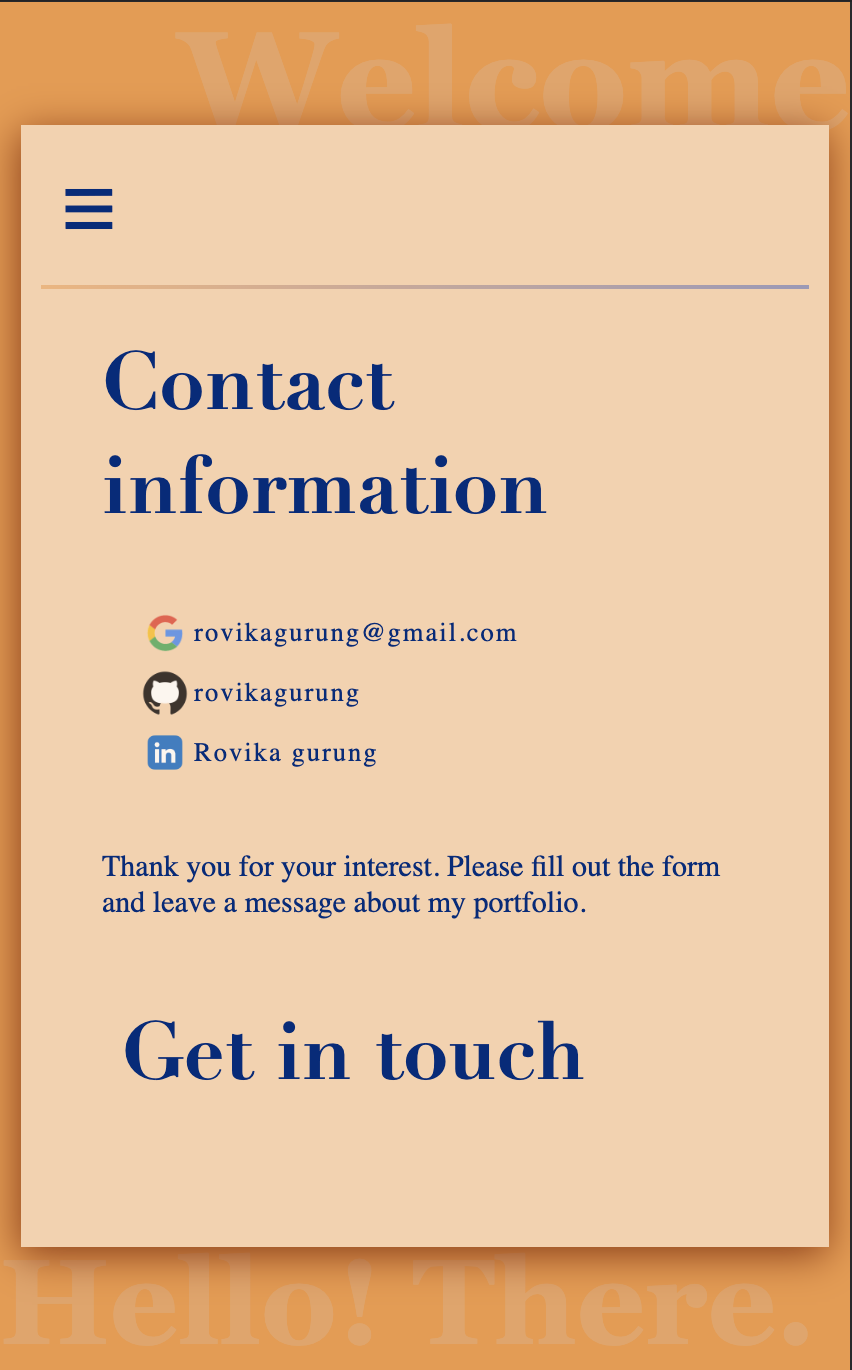 Welcome
Contact
information
rovikagurung@gmail.com
rovikagurung
in Rovika gurung
Thank you for your interest. Please fill out the form
and leave a message about my portfolio.
Get in touch
Hello! There.